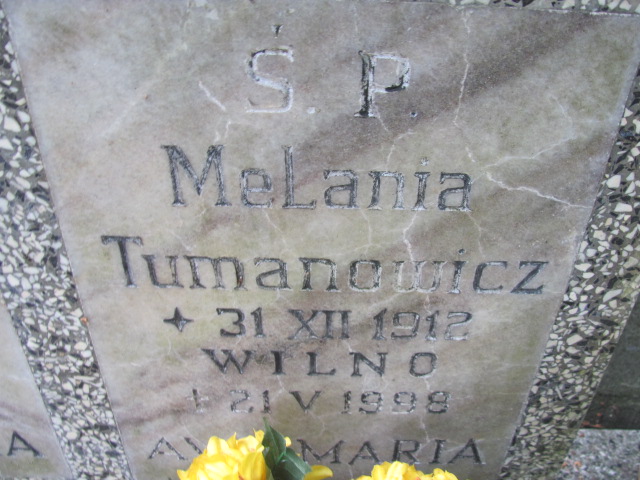 Ś. P.
MeLania
Tumanowicz
+ 31 XII 1912
WILNO
+ 21 V 1998
MARIA
A